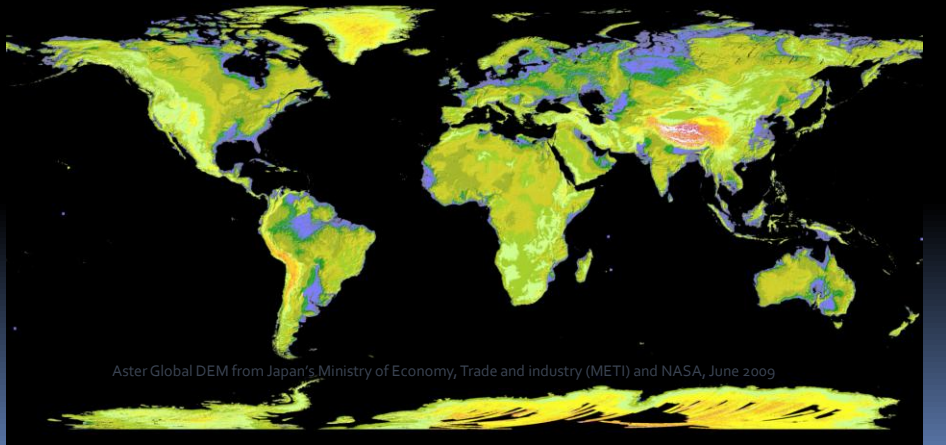 Aster Global DEM from Japan's Ministry of Economy, Trade and industry (METI) and NASA, June 2009